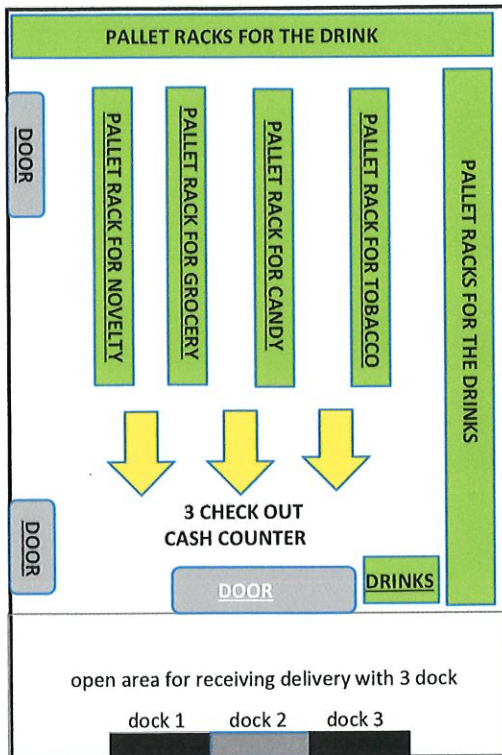 PALLET RACKS FOR THE DRINK
DOOR
PALLET RACK FOR NOVELTY
PALLET RACK FOR GROCERY
PALLET RACK FOR CANDY
PALLET RACK FOR TOBACCO
PALLET RACKS FOR THE DRINKS
3 CHECK OUT
CASH COUNTER
DOOR
DOOR
DRINKS
open area for receiving delivery with 3 dock
dock 1 dock 2 dock 3